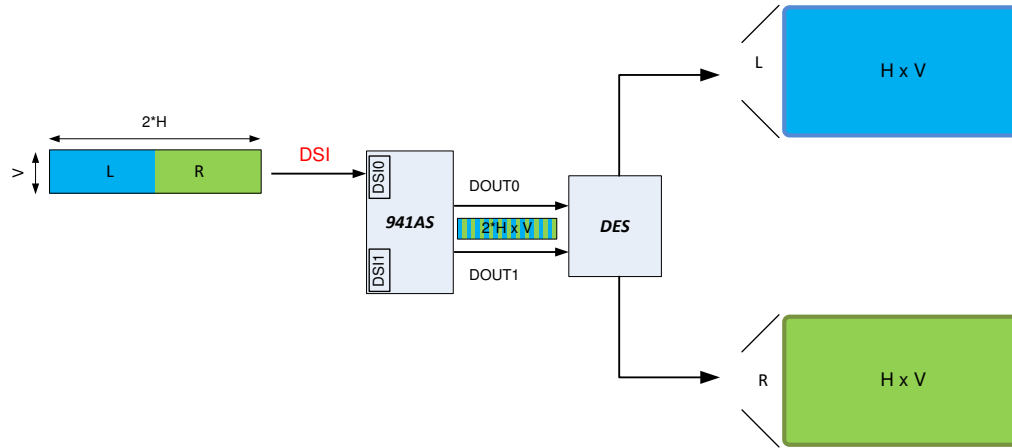 2*H
V
L
R
DSI
DSI0
941AS
DSI1
DOUT0
2*H x V
DOUT1
DES
L
H x V
R
H x V